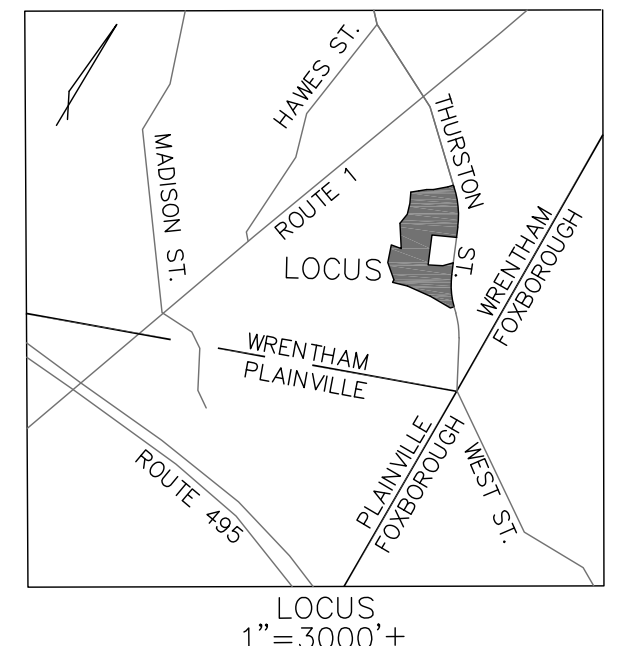 HAWES ST.
THURSTON ST.
MADISON ST.
ROUTE 1
LOCUS
WRENTHAM
FOXBOROUGH
WRENTHAM
PLAINVILLE
PLAINVILLE
FOXBOROUGH
WEST ST.
ROUTE 495
LOCUS
1"=3000'+